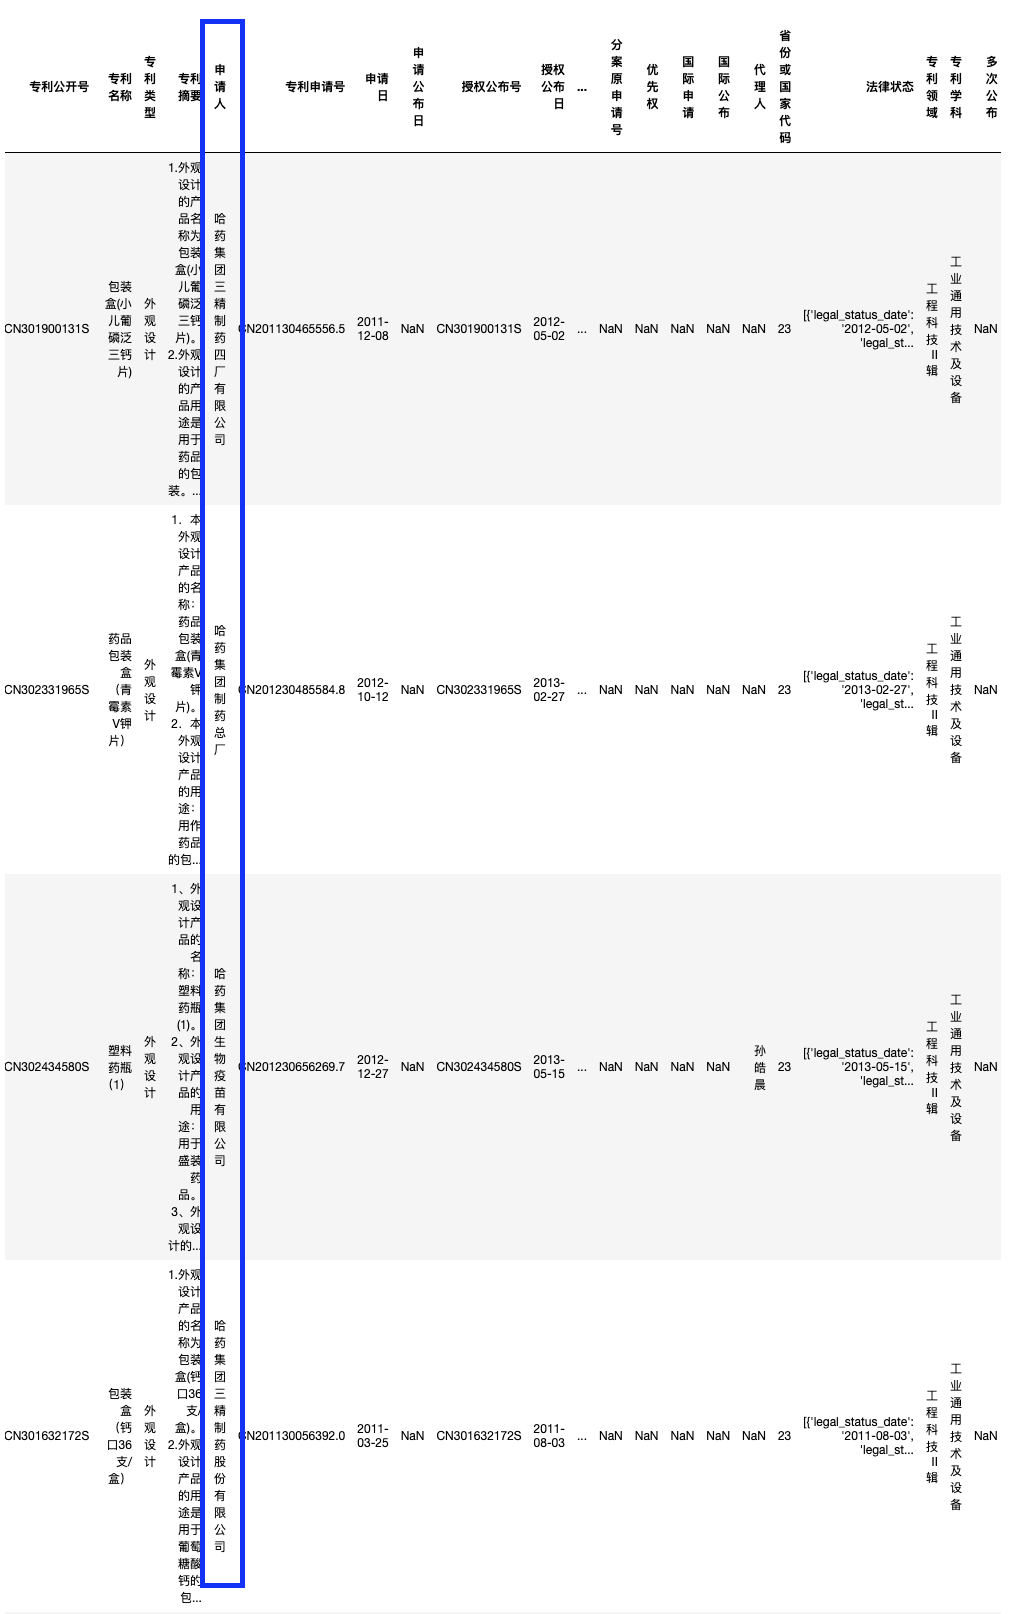 专利公开号 专利名称 专利类型 专利摘要 申请人 专利申请号 申请日 申请公布日 授权公布号 授权公布日 ... 分案原申请号 优先权 国际申请 国际公布 代理人 省份或国家代码 法律状态 专利领域 专利学科 多次公布
CN301900131S 包装盒(小儿葡磷泛三钙片) 外观设计 1.外观设计的产品名称为包装盒(小儿葡磷泛三钙片)。2.外观设计的产品用途是用于药品的包装。... 哈药集团三精制药四厂有限公司 CN201130465556.5 2011-12-08 NaN CN301900131S 2012-05-02 ... NaN NaN NaN NaN NaN 23 [{'legal_status_date': '2012-05-02', 'legal_st... 工程科技II辑 工业通用技术及设备 NaN
CN302331965S 药品包装盒（青霉素V钾片） 外观设计 1．本外观设计产品的名称：药品包装盒(青霉素V钾片)。2．本外观设计产品的用途：用作药品的包... 哈药集团制药总厂 CN201230485584.8 2012-10-12 NaN CN302331965S 2013-02-27 ... NaN NaN NaN NaN NaN 23 [{'legal_status_date': '2013-02-27', 'legal_st... 工程科技II辑 工业通用技术及设备 NaN
CN302434580S 塑料药瓶(1) 外观设计 1、外观设计产品的名称：塑料药瓶(1)。2、外观设计产品的用途：用于盛装药品。3、外观设计的... 哈药集团生物疫苗有限公司 CN201230656269.7 2012-12-27 NaN CN302434580S 2013-05-15 ... NaN NaN NaN NaN 孙皓晨 23 [{'legal_status_date': '2013-05-15', 'legal_st... 工程科技II辑 工业通用技术及设备 NaN
CN301632172S 包装盒（钙口36支/盒） 外观设计 1.外观设计产品的名称为包装盒(钙口36支/盒)。2.外观设计产品的用途是用于葡萄糖酸钙的包... 哈药集团三精制药股份有限公司 CN201130056392.0 2011-03-25 NaN CN301632172S 2011-08-03 ... NaN NaN NaN NaN NaN 23 [{'legal_status_date': '2011-08-03', 'legal_st... 工程科技II辑 工业通用技术及设备 NaN